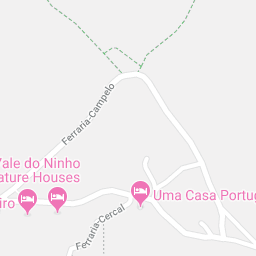 Ferraria-Campelo
Vale do Ninho
ature Houses
iro
Uma Casa Portug
Ferraria-Cercal